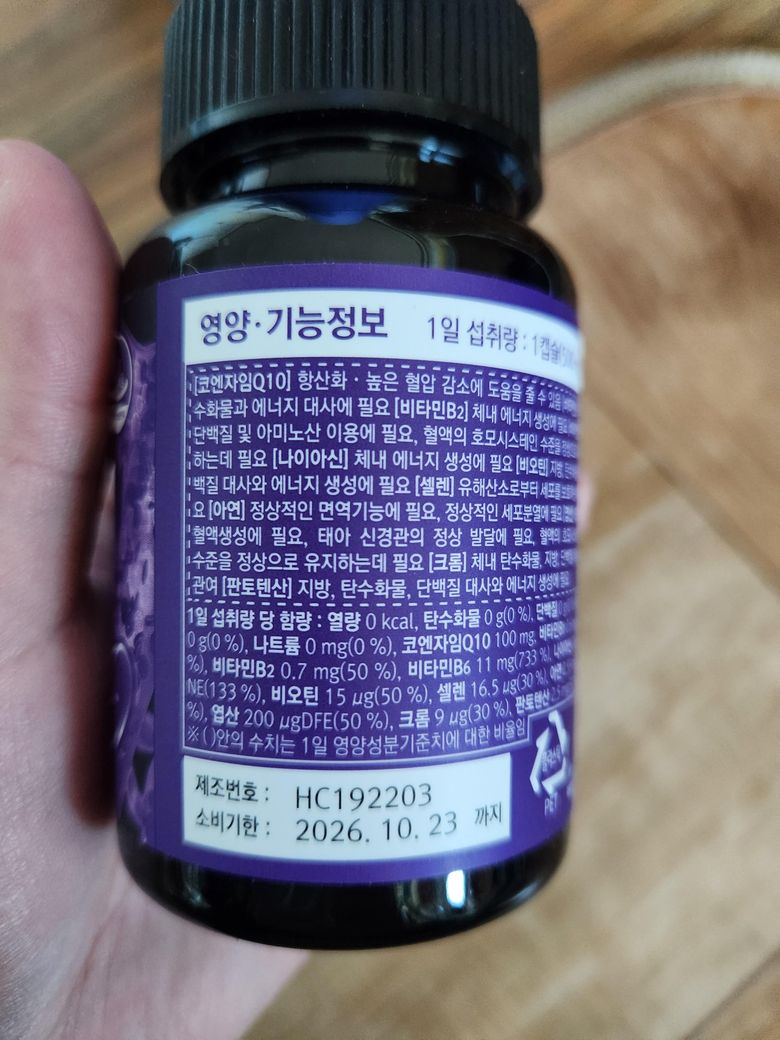 영양·기능정보
1일 섭취량 : 1캡슐
[코엔자임Q10] 항산화 · 높은 혈압 감소에 도움을 줄 수 있음
수화물과 에너지 대사에 필요 [비타민B2] 체내 에너지 생성에 필요
단백질 및 아미노산 이용에 필요, 혈액의 호모시스테인 수준을
하는데 필요 [나이아신] 체내 에너지 생성에 필요 [비오틴] 지방,
백질 대사와 에너지 생성에 필요 [셀렌] 유해산소로부터 세포를
요 [아연] 정상적인 면역기능에 필요, 정상적인 세포분열에 필요
혈액생성에 필요, 태아 신경관의 정상 발달에 필요, 혈액의
수준을 정상으로 유지하는데 필요 [크롬] 체내 탄수화물, 지방,
관여 [판토텐산] 지방, 탄수화물, 단백질 대사와 에너지 생성에 필요
1일 섭취량 당 함량 : 열량 0 kcal, 탄수화물 0 g(0 %), 단백질
0 g(0 %), 나트륨 0 mg(0 %), 코엔자임Q10 100 mg,
%), 비타민B2 0.7 mg(50 %), 비타민B6 11 mg(733 %),
NE(133 %), 비오틴 15 µg(50 %), 셀렌 16.5 µg(30 %),
%), 엽산 200 µgDFE(50 %), 크롬 9 µg(30 %), 판토텐산
※ ( )안의 수치는 1일 영양성분기준치에 대한 비율임
PET
제조번호 : HC192203
소비기한 : 2026. 10. 23 까지